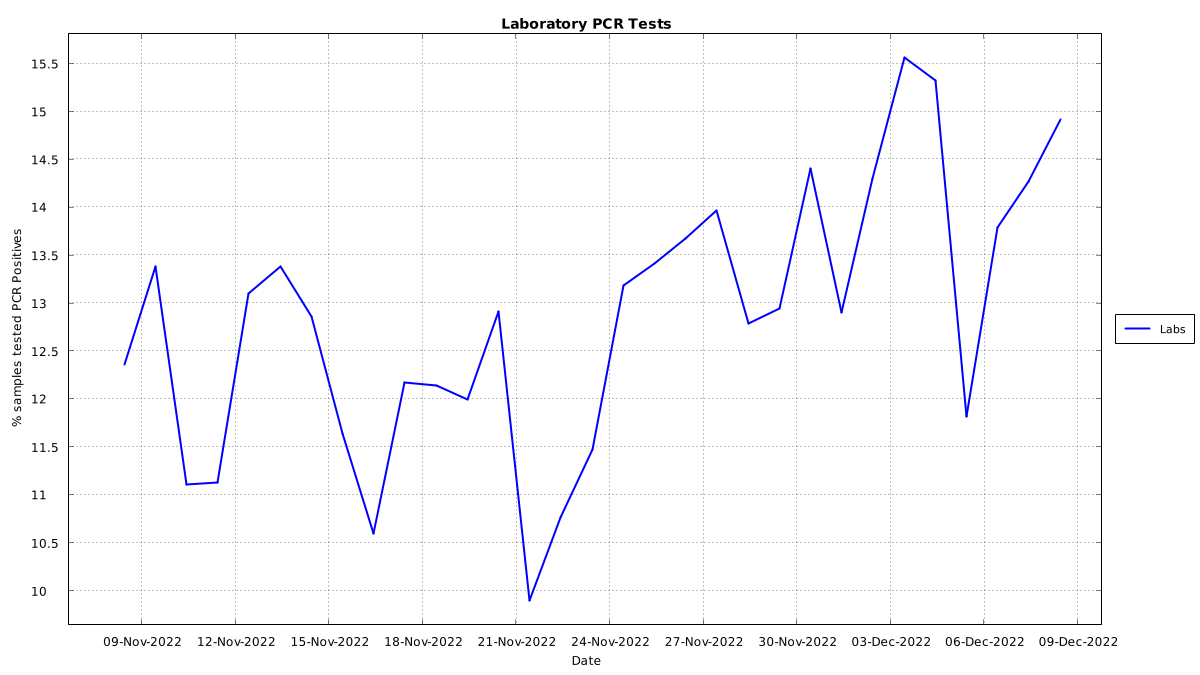 Laboratory PCR Tests
% samples tested PCR Positives
15.5
15
14.5
14
13.5
13
12.5
12
11.5
11
10.5
10
09-Nov-2022 12-Nov-2022 15-Nov-2022 18-Nov-2022 21-Nov-2022 24-Nov-2022 27-Nov-2022 30-Nov-2022 03-Dec-2022 06-Dec-2022 09-Dec-2022
Date
Labs